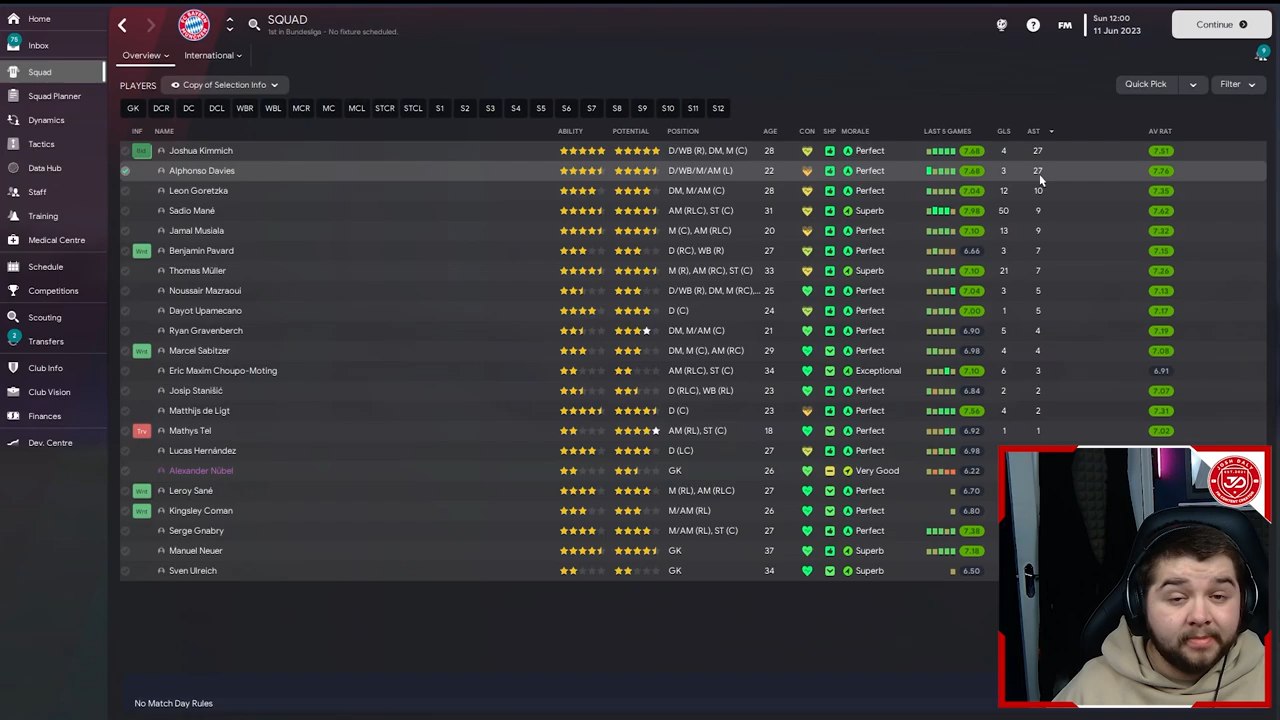 Home
SQUAD
1st in Bundesliga - No fixture scheduled.
FM
Sun 12:00
11 Jun 2023
Continue
75
Inbox
Overview
International
9
Squad
PLAYERS
Copy of Selection Info
Quick Pick
Filter
Squad Planner
GK DCR DC DCL WBR WBL MCR MC MCL STCR STCL S1 S2 S3 S4 S5 S6 S7 S8 S9 S10 S11 S12
Dynamics
INF NAME ABILITY POTENTIAL POSITION AGE CON SHP MORALE LAST 5 GAMES GLS AST AV RAT
Tactics
Joshua Kimmich D/WB (R), DM, M (C) 28 Perfect 7.68 4 27 7.51
Data Hub
Alphonso Davies D/WB/M/AM (L) 22 Perfect 7.68 3 27 7.76
Staff
Leon Goretzka DM, M/AM (C) 28 Perfect 7.04 12 10 7.35
Training
Sadio Mané AM (RLC), ST (C) 31 Superb 7.98 50 9 7.62
Medical Centre
Jamal Musiala M (C), AM (RLC) 20 Perfect 7.10 13 9 7.32
Wnt Benjamin Pavard D (RC), WB (R) 27 Perfect 6.66 3 7 7.15
Schedule
Thomas Müller M (R), AM (RC), ST (C) 33 Superb 7.10 21 7 7.26
Competitions
Noussair Mazraoui D/WB (R), DM, M (RC),... 25 Perfect 7.04 3 5 7.13
Scouting
Dayot Upamecano D (C) 24 Perfect 7.00 1 5 7.17
2
Transfers
Ryan Gravenberch DM, M/AM (C) 21 Perfect 6.90 5 4 7.19
Club Info
Wnt Marcel Sabitzer DM, M (C), AM (RC) 29 Perfect 6.98 4 4 7.08
Club Vision
Eric Maxim Choupo-Moting AM (RLC), ST (C) 34 Exceptional 7.10 6 3 6.91
Finances
Josip Stanišić D (RLC), WB (RL) 23 Perfect 6.84 2 2 7.07
Dev. Centre
Matthijs de Ligt D (C) 23 Perfect 7.56 4 2 7.31
Trv Mathys Tel AM (RL), ST (C) 18 Perfect 6.92 1 1 7.02
Lucas Hernández D (LC) 27 Perfect 6.98
Alexander Nübel GK 26 Very Good 6.22
Wnt Leroy Sané M (RL), AM (RLC) 27 Perfect 6.70
Wnt Kingsley Coman M/AM (RL) 26 Perfect 6.80
Serge Gnabry M/AM (RL), ST (C) 27 Perfect 7.38
Manuel Neuer GK 37 Superb 7.18
Sven Ulreich GK 34 Superb 6.50
No Match Day Rules
JOSH DALY
JD